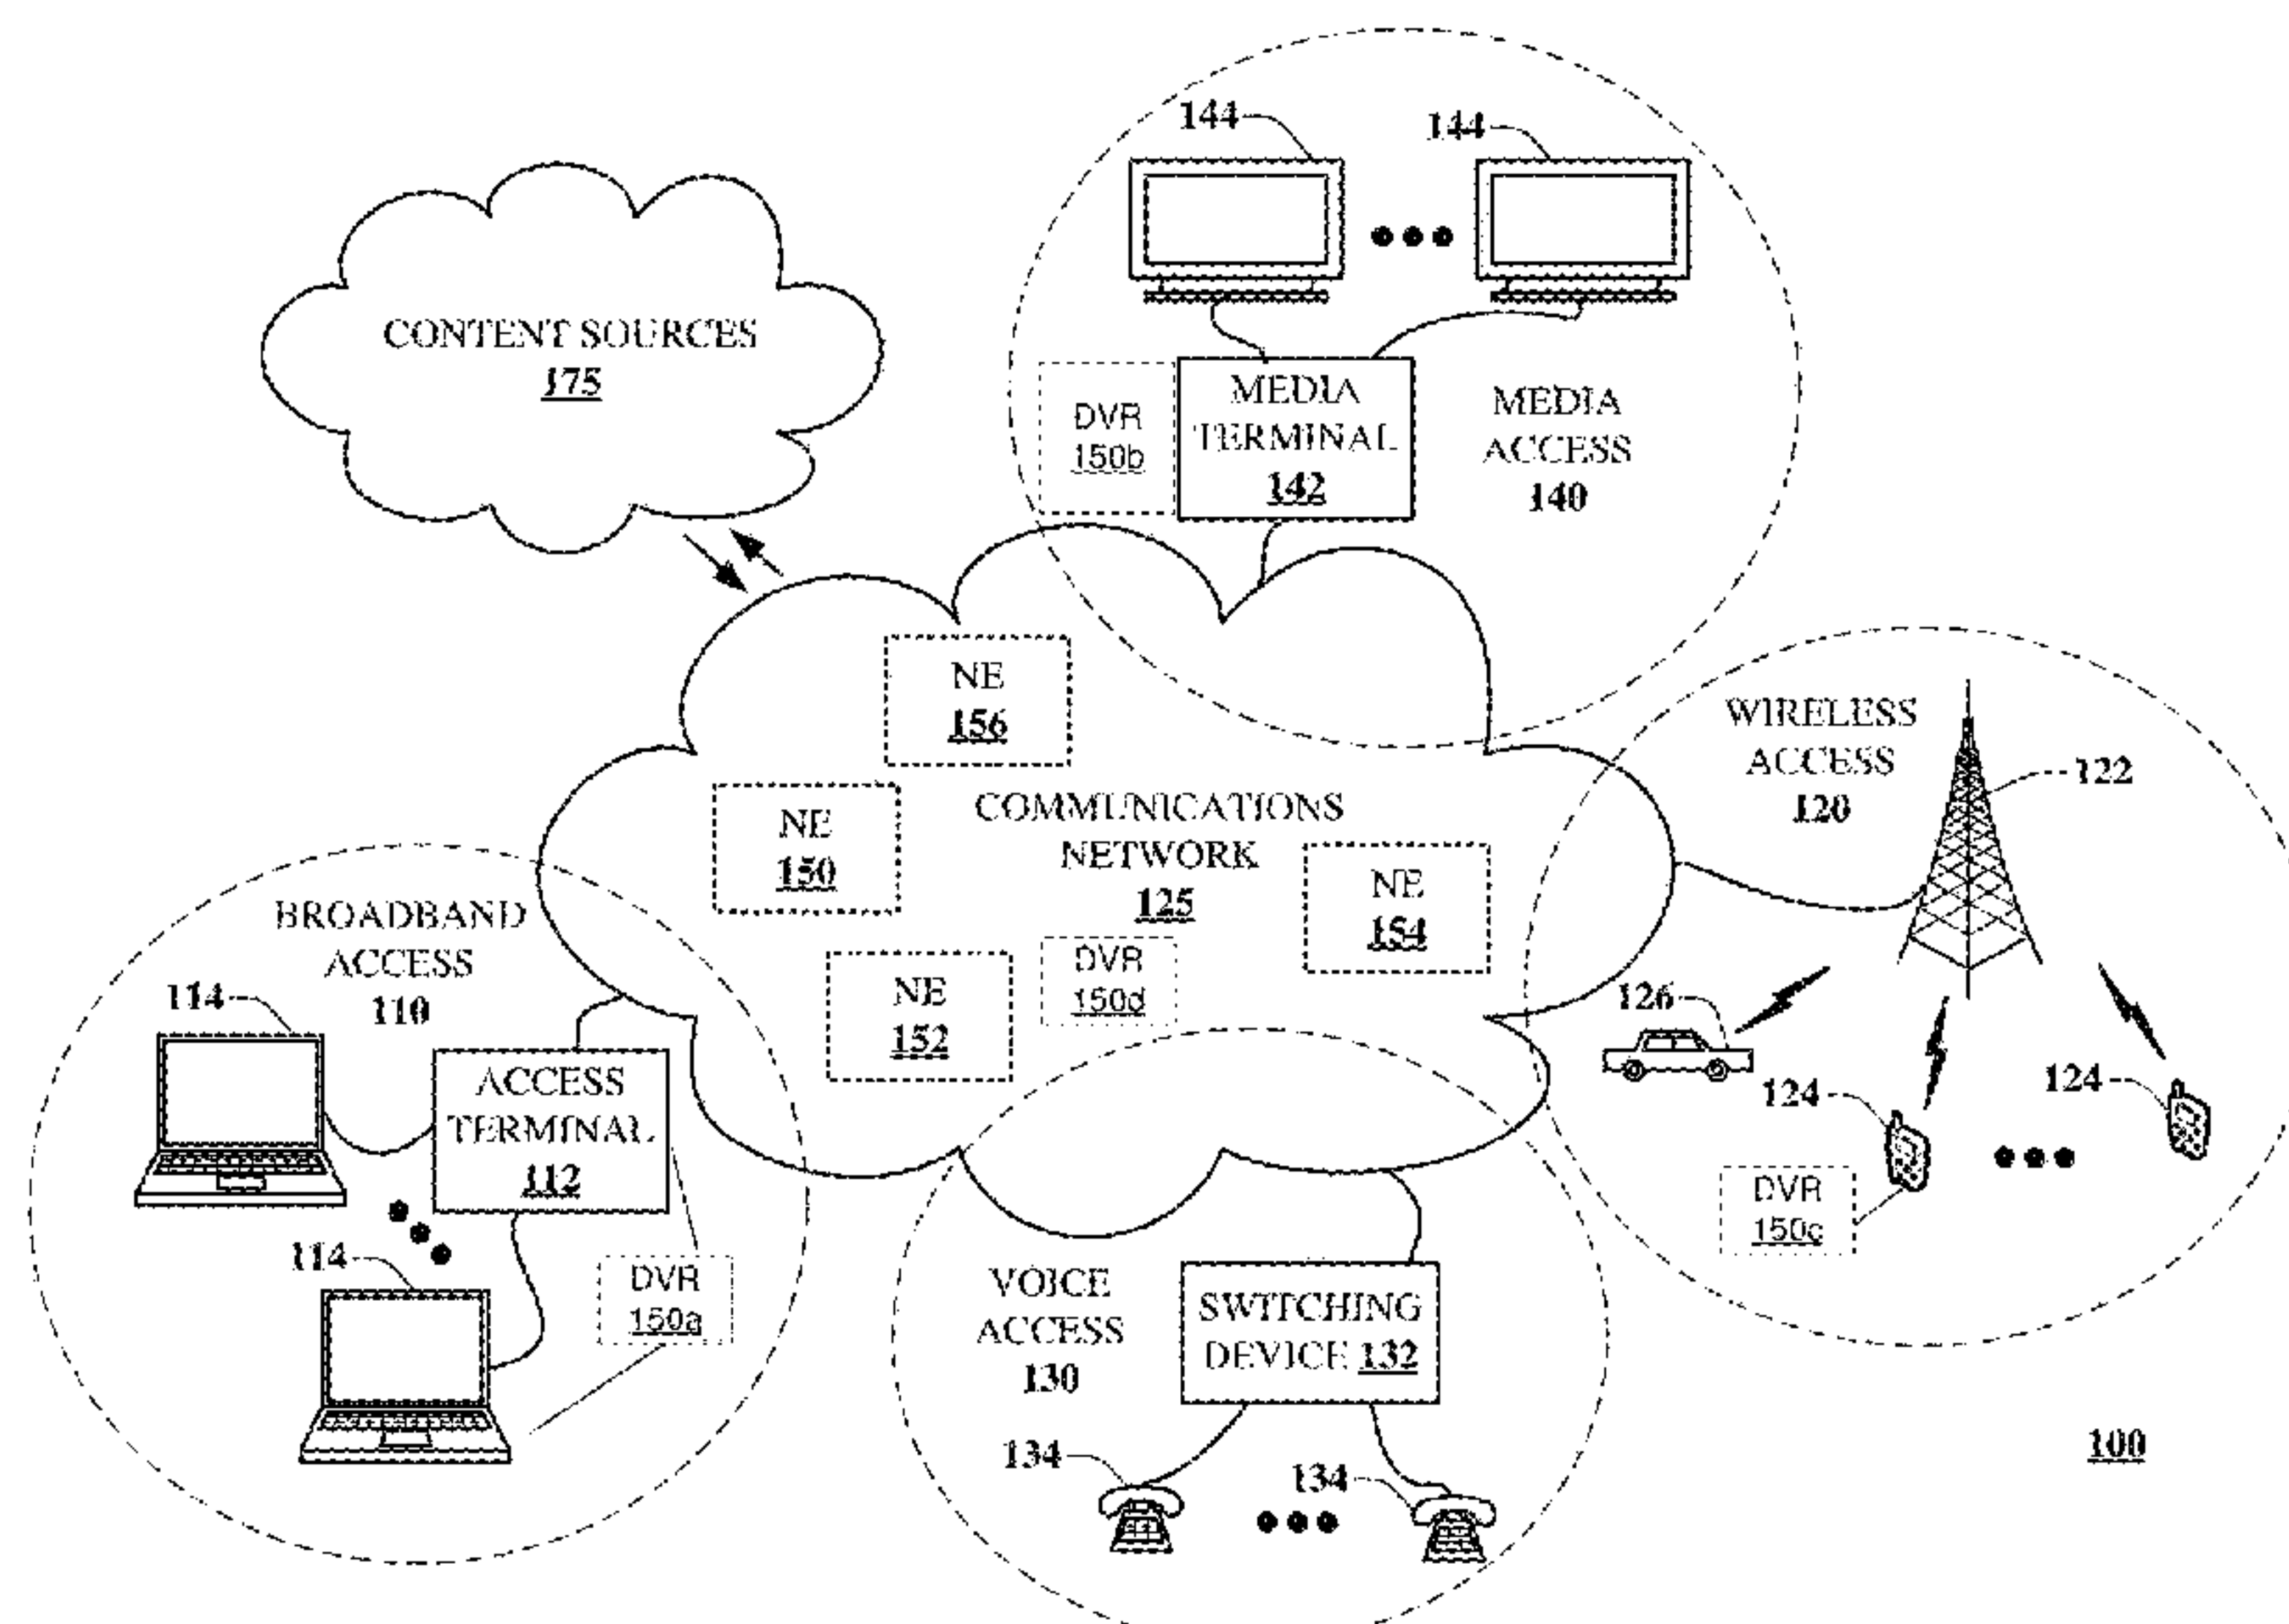 144
144
CONTENT SOURCES
175
DVR
150b
MEDIA
TERMINAL
142
MEDIA
ACCESS
140
NE
156
WIRELESS
ACCESS
120
122
NE
150
COMMUNICATIONS
NETWORK
125
NE
154
DVR
150d
NE
152
BROADBAND
ACCESS
110
114
ACCESS
TERMINAL
112
114
DVR
150a
126
124
124
DVR
150c
VOICE
ACCESS
130
SWITCHING
DEVICE 132
134
134
100